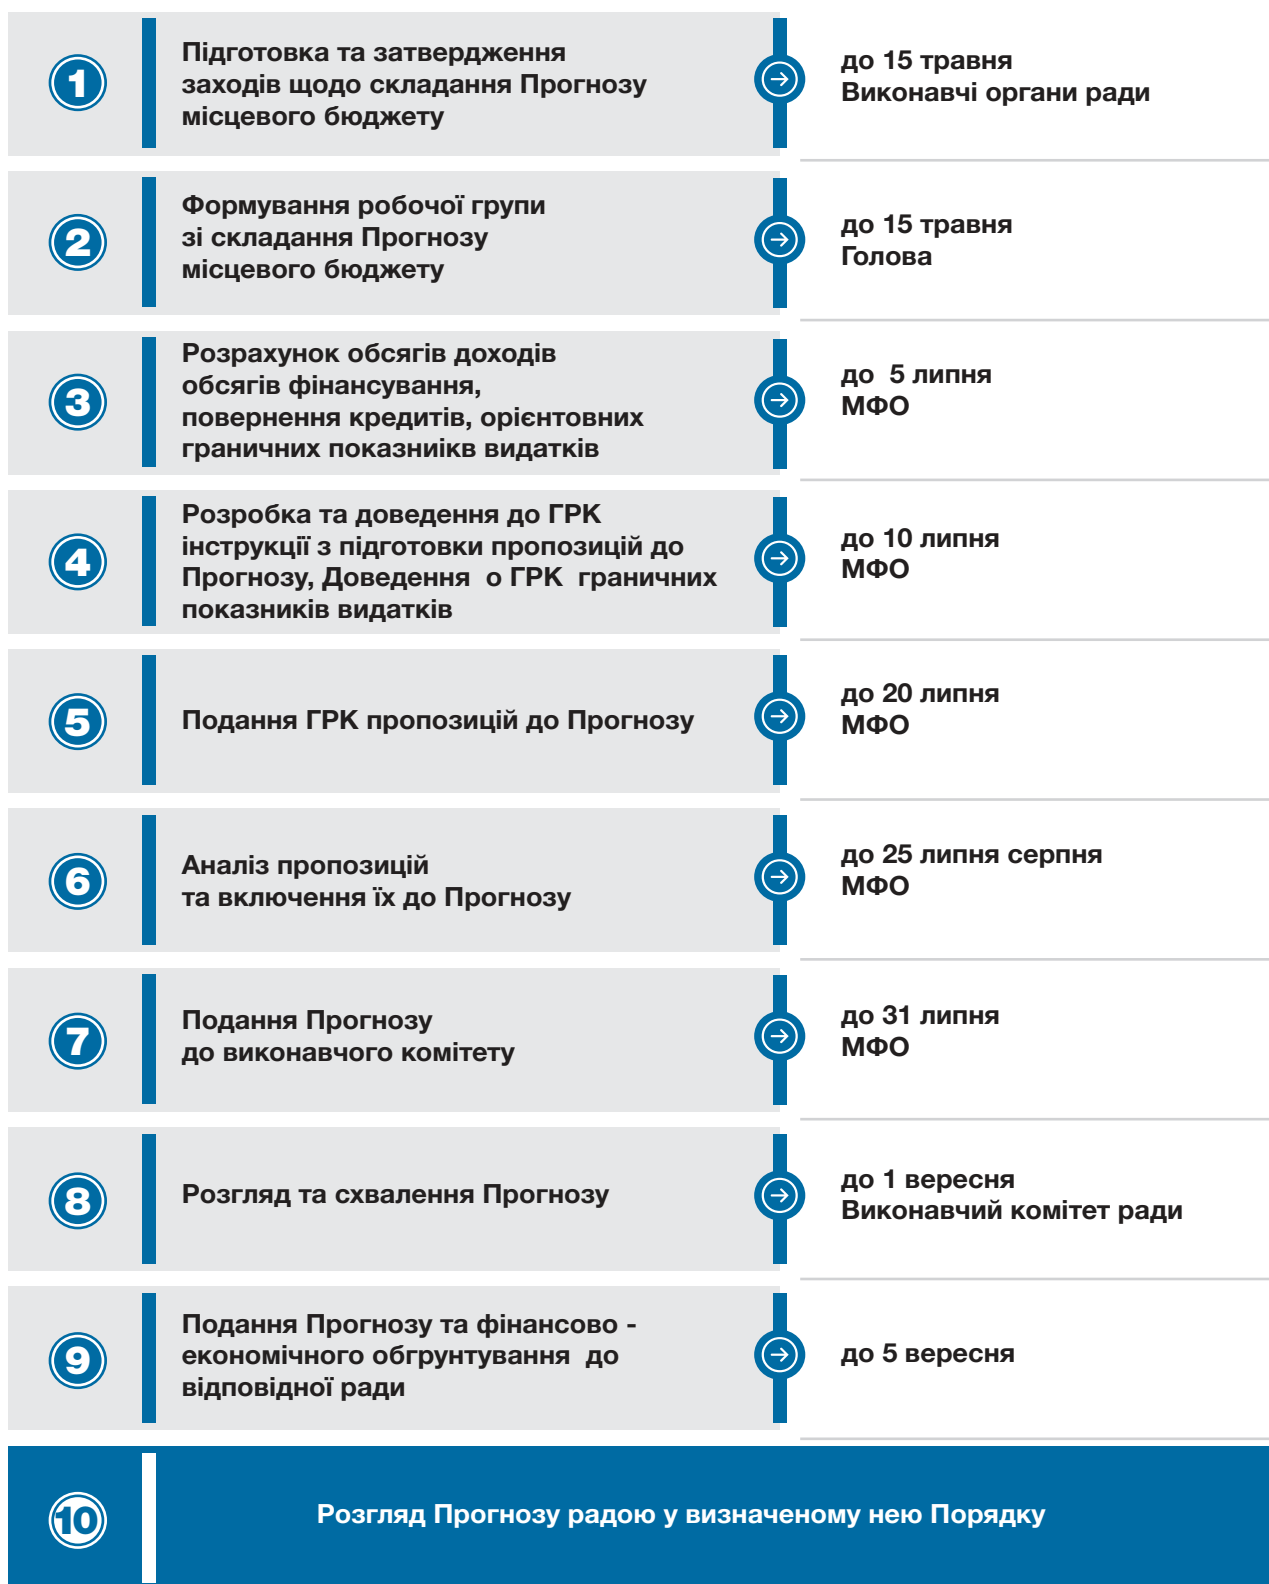 1
Підготовка та затвердження
заходів щодо складання Прогнозу
місцевого бюджету
до 15 травня
Виконавчі органи ради
2
Формування робочої групи
зі складання Прогнозу
місцевого бюджету
до 15 травня
Голова
3
Розрахунок обсягів доходів
обсягів фінансування,
повернення кредитів, орієнтовних
граничних показниікв видатків
до 5 липня
МФО
4
Розробка та доведення до ГРК
інструкції з підготовки пропозицій до
Прогнозу, Доведення о ГРК граничних
показників видатків
до 10 липня
МФО
5
Подання ГРК пропозицій до Прогнозу
до 20 липня
МФО
6
Аналіз пропозицій
та включення їх до Прогнозу
до 25 липня серпня
МФО
7
Подання Прогнозу
до виконавчого комітету
до 31 липня
МФО
8
Розгляд та схвалення Прогнозу
до 1 вересня
Виконавчий комітет ради
9
Подання Прогнозу та фінансово -
економічного обгрунтування до
відповідної ради
до 5 вересня
10
Розгляд Прогнозу радою у визначеному нею Порядку